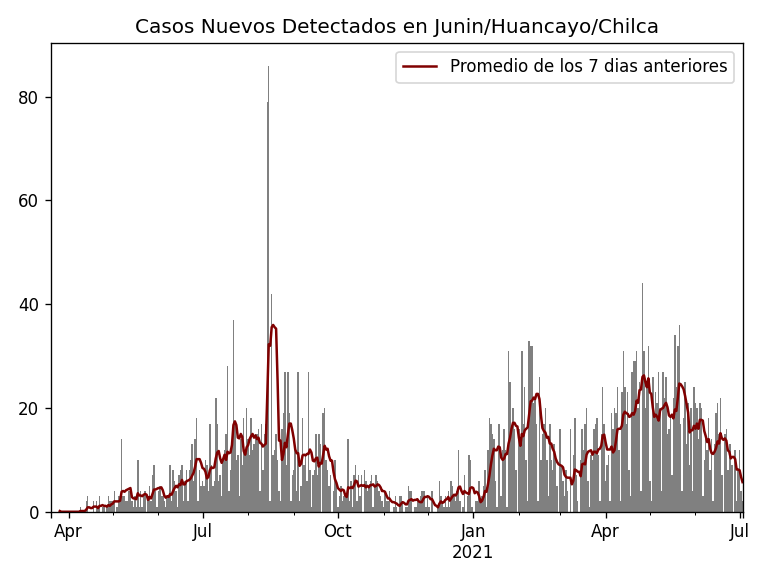 Casos Nuevos Detectados en Junin/Huancayo/Chilca
Promedio de los 7 dias anteriores
80
60
40
20
0
Apr Jul Oct Jan Apr Jul
2021